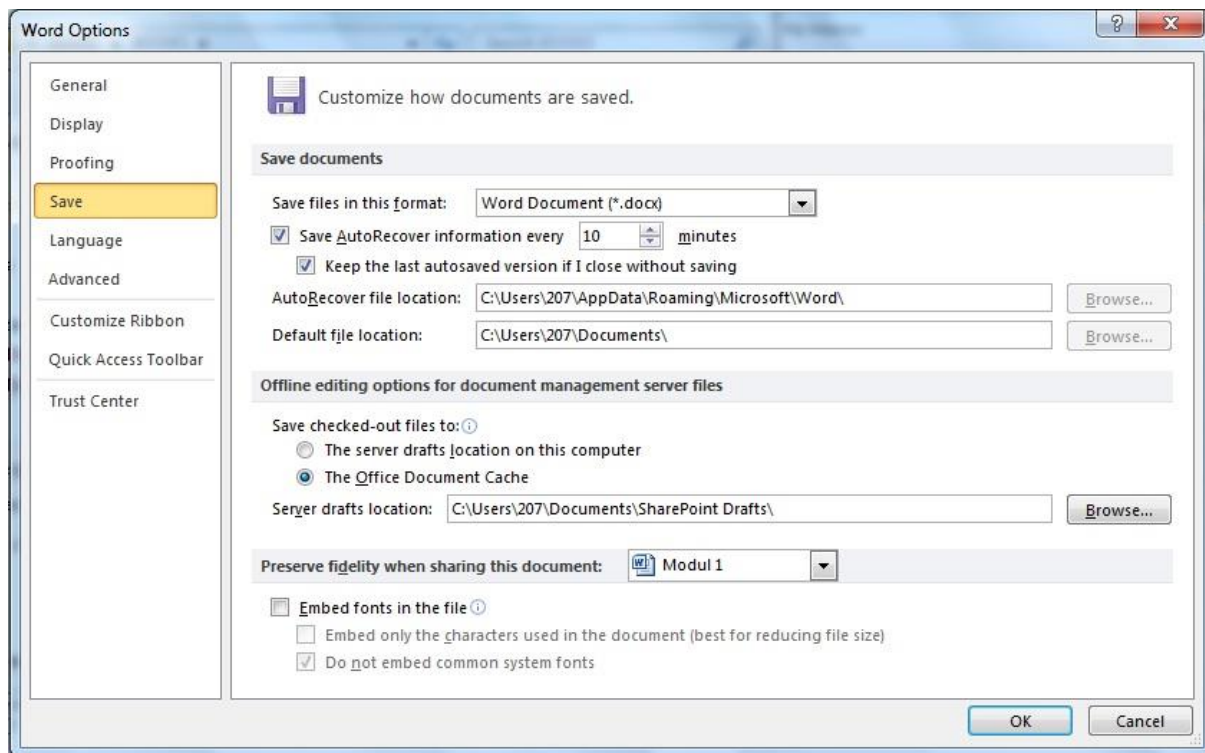 Word Options
General
Display
Proofing
Save
Language
Advanced
Customize Ribbon
Quick Access Toolbar
Trust Center
Customize how documents are saved.
Save documents
Save files in this format: Word Document (*.docx)
Save AutoRecover information every 10 minutes
Keep the last autosaved version if I close without saving
AutoRecover file location: C:\Users\207\AppData\Roaming\Microsoft\Word\ Browse...
Default file location: C:\Users\207\Documents\ Browse...
Offline editing options for document management server files
Save checked-out files to:
The server drafts location on this computer
The Office Document Cache
Server drafts location: C:\Users\207\Documents\SharePoint Drafts\ Browse...
Preserve fidelity when sharing this document: Modul 1
Embed fonts in the file
Embed only the characters used in the document (best for reducing file size)
Do not embed common system fonts
OK Cancel